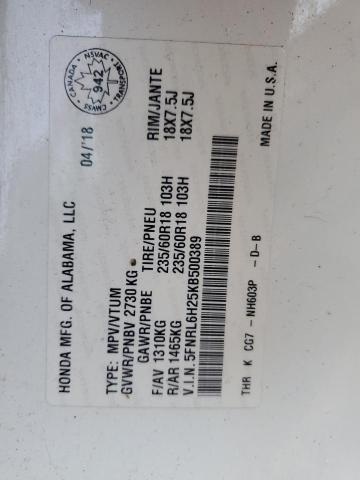 HONDA MFG. OF ALABAMA, LLC 04/'18
CANADA NSVAC
942
CMVSS TRANSPORT
TYPE: MPV/VTUM
GVWR/PNBV 2730 KG
GAWR/PNBE TIRE/PNEU RIM/JANTE
F/AV 1310KG 235/60R18 103H 18X7.5J
R/AR 1465KG 235/60R18 103H 18X7.5J
V.I.N. 5FNRL6H25KB500389
THR K CG7 - NH603P - D-B MADE IN U.S.A.